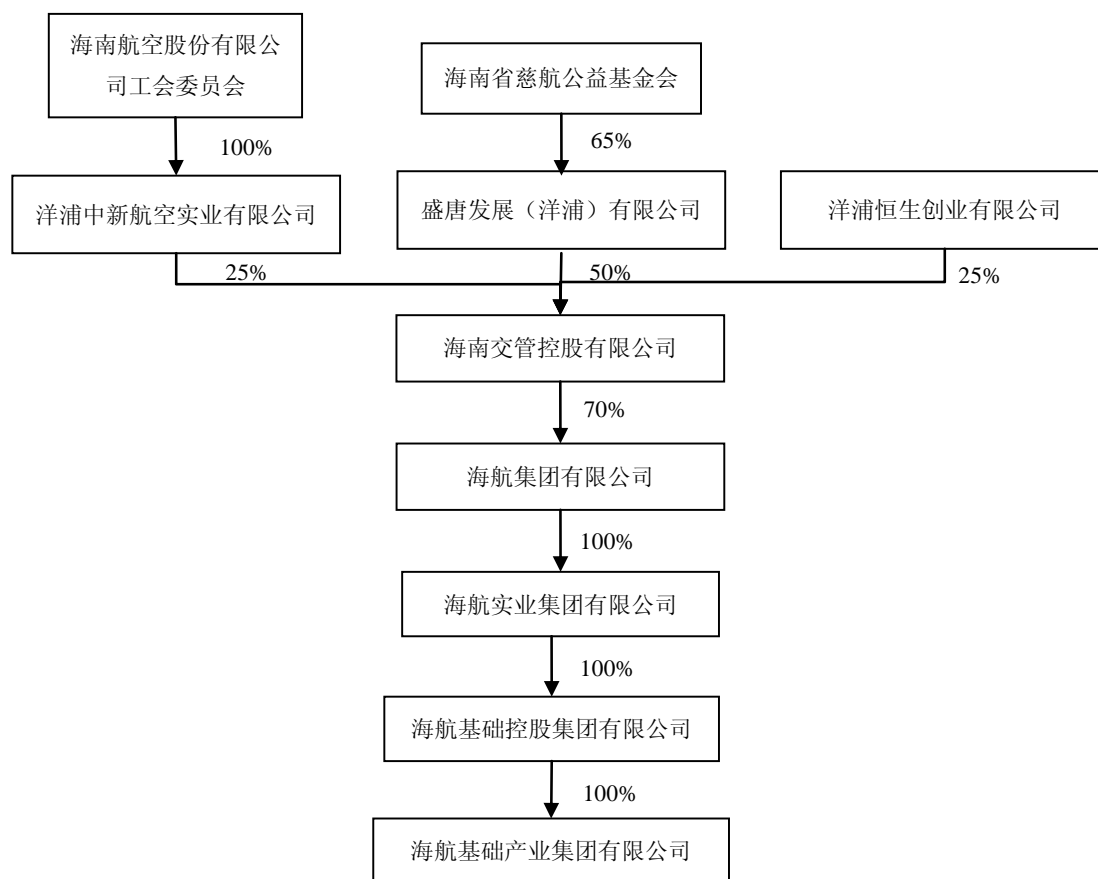 海南航空股份有限公
司工会委员会
海南省慈航公益基金会
100%
65%
洋浦中新航空实业有限公司
盛唐发展（洋浦）有限公司
洋浦恒生创业有限公司
25%
50%
25%
海南交管控股有限公司
70%
海航集团有限公司
100%
海航实业集团有限公司
100%
海航基础控股集团有限公司
100%
海航基础产业集团有限公司